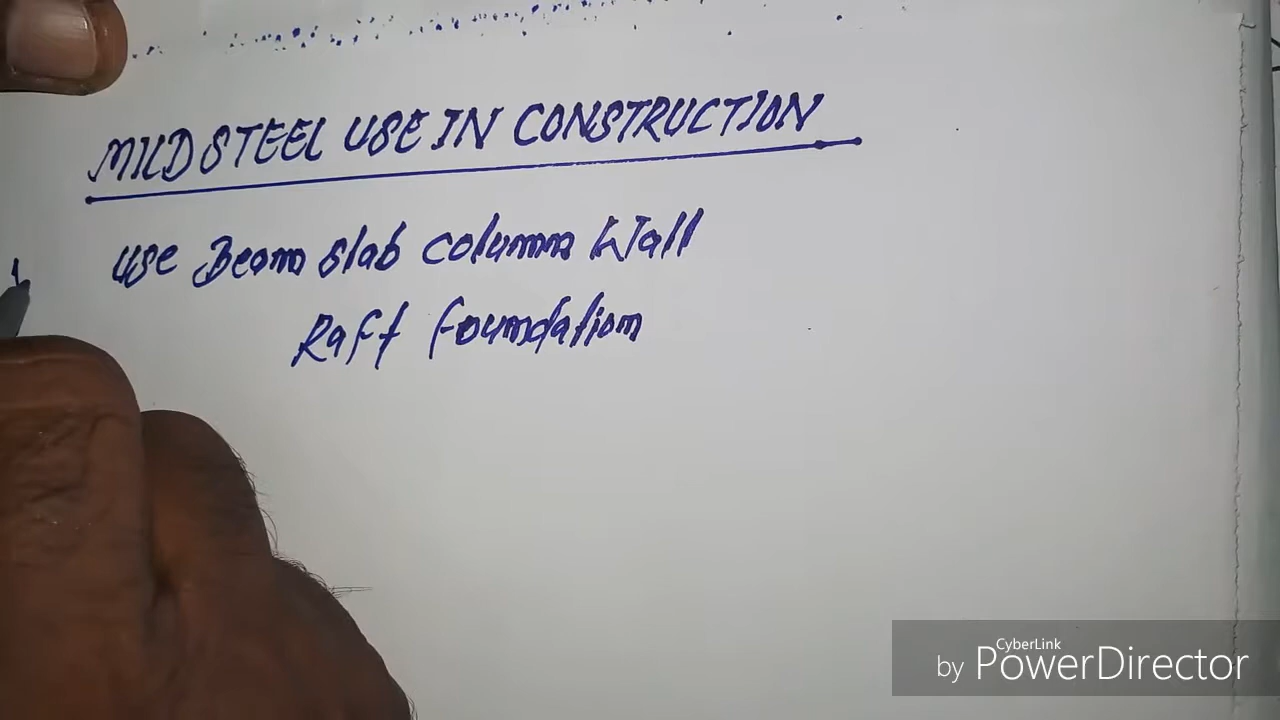 MILD STEEL USE IN CONSTRUCTION
use Beam slab column Wall
Raft foundation
CyberLink
by PowerDirector